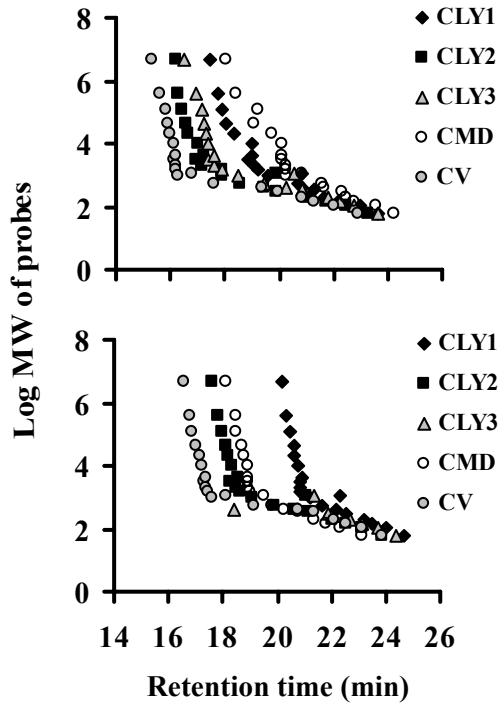 8
6
4
2
0
CLY1
CLY2
CLY3
CMD
CV
Log MW of probes
8
6
4
2
0
CLY1
CLY2
CLY3
CMD
CV
14 16 18 20 22 24 26
Retention time (min)